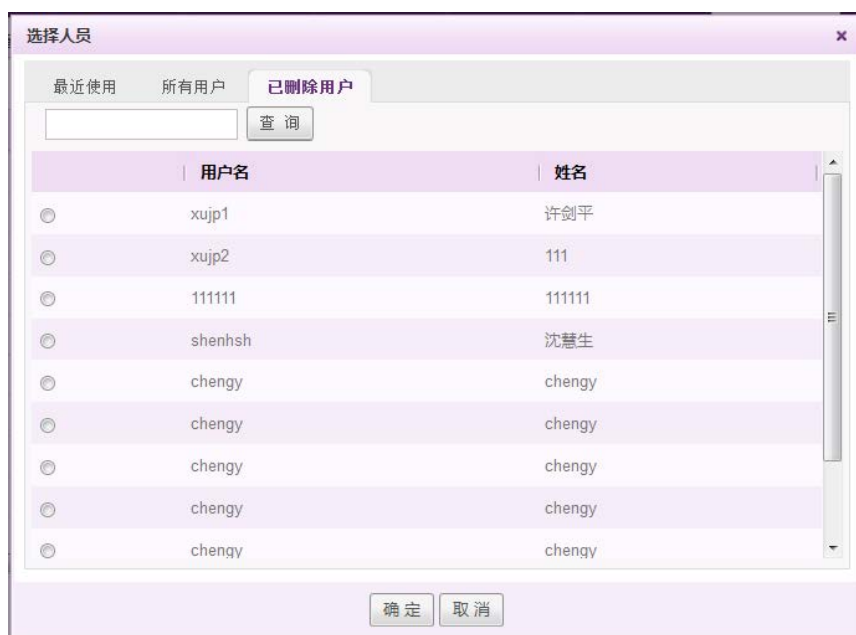 选择人员
最近使用 所有用户 已删除用户
查 询
用户名 姓名
xujp1 许剑平
xujp2 111
111111 111111
shenhsh 沈慧生
chengy chengy
chengy chengy
chengy chengy
chengy chengy
chengy chengy
确 定 取 消